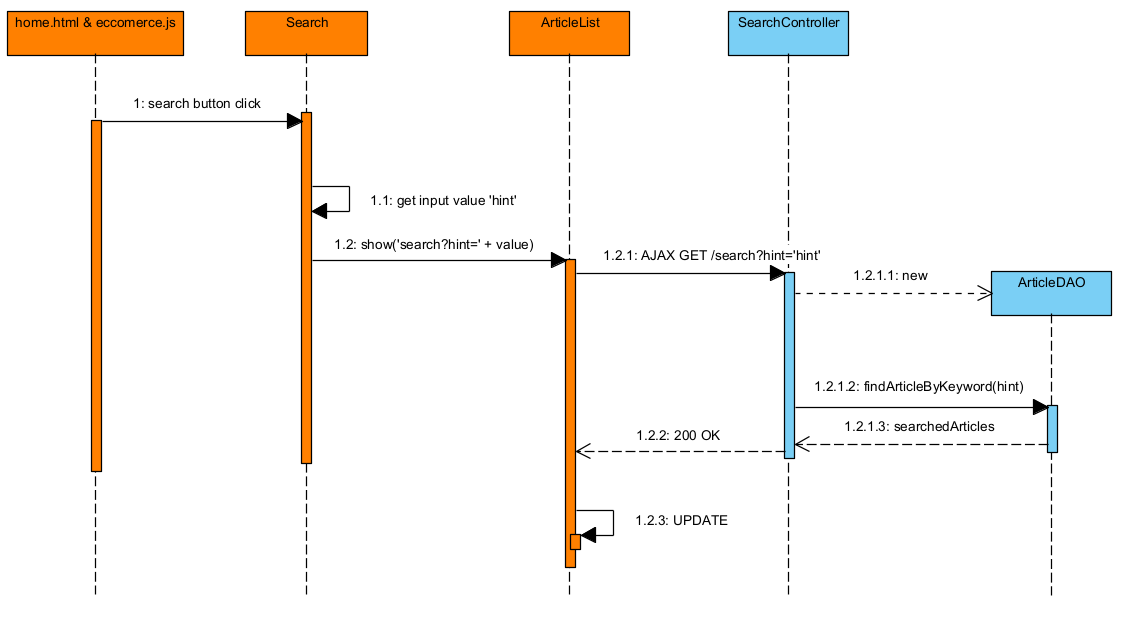 home.html & eccomerce.js
Search
ArticleList
SearchController
1: search button click
1.1: get input value 'hint'
1.2: show('search?hint=' + value)
1.2.1: AJAX GET /search?hint='hint'
1.2.1.1: new
ArticleDAO
1.2.1.2: findArticleByKeyword(hint)
1.2.1.3: searchedArticles
1.2.2: 200 OK
1.2.3: UPDATE